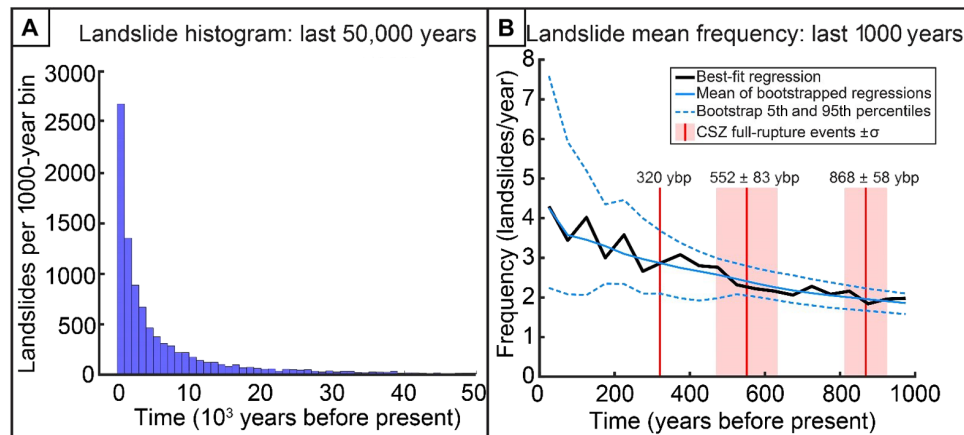 A
Landslide histogram: last 50,000 years
Landslides per 1000-year bin
3000
2500
2000
1500
1000
500
0
0 10 20 30 40 50
Time (10³ years before present)
B
Landslide mean frequency: last 1000 years
Frequency (landslides/year)
8
7
6
5
4
3
2
1
0
Best-fit regression
Mean of bootstrapped regressions
Bootstrap 5th and 95th percentiles
CSZ full-rupture events ±σ
320 ybp 552 ± 83 ybp 868 ± 58 ybp
0 200 400 600 800 1000
Time (years before present)